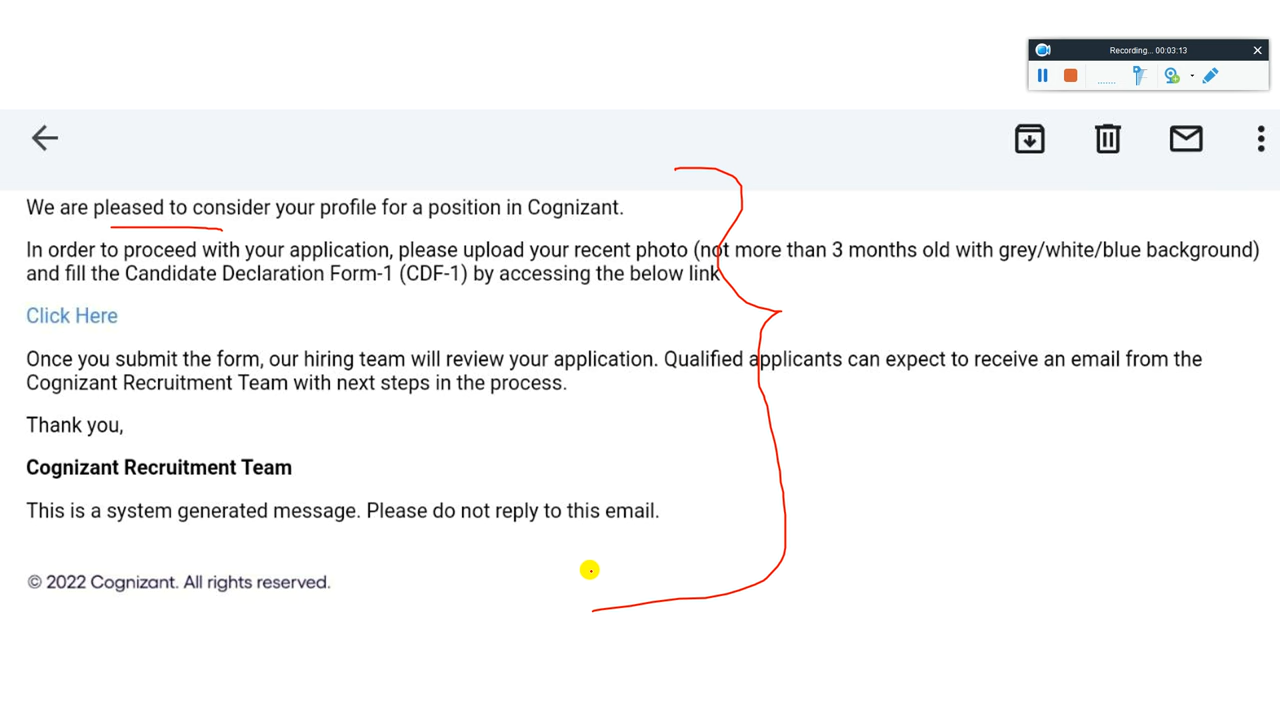 Recording... 00:03:13
We are pleased to consider your profile for a position in Cognizant.
In order to proceed with your application, please upload your recent photo (not more than 3 months old with grey/white/blue background)
and fill the Candidate Declaration Form-1 (CDF-1) by accessing the below link
Click Here
Once you submit the form, our hiring team will review your application. Qualified applicants can expect to receive an email from the
Cognizant Recruitment Team with next steps in the process.
Thank you,
Cognizant Recruitment Team
This is a system generated message. Please do not reply to this email.
© 2022 Cognizant. All rights reserved.